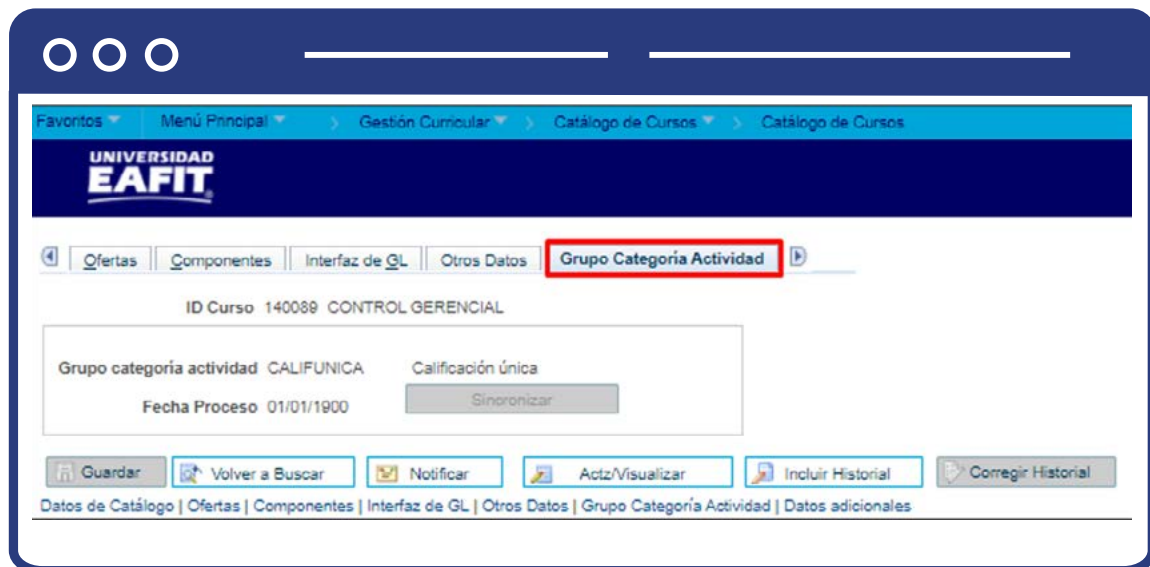 Favoritos Menú Principal Gestión Curricular Catálogo de Cursos Catálogo de Cursos
UNIVERSIDAD
EAFIT
Ofertas Componentes Interfaz de GL Otros Datos Grupo Categoría Actividad
ID Curso 140089 CONTROL GERENCIAL
Grupo categoría actividad CALIFUNICA Calificación única
Fecha Proceso 01/01/1900 Sincronizar
Guardar Volver a Buscar Notificar Actz/Visualizar Incluir Historial Corregir Historial
Datos de Catálogo | Ofertas | Componentes | Interfaz de GL | Otros Datos | Grupo Categoría Actividad | Datos adicionales